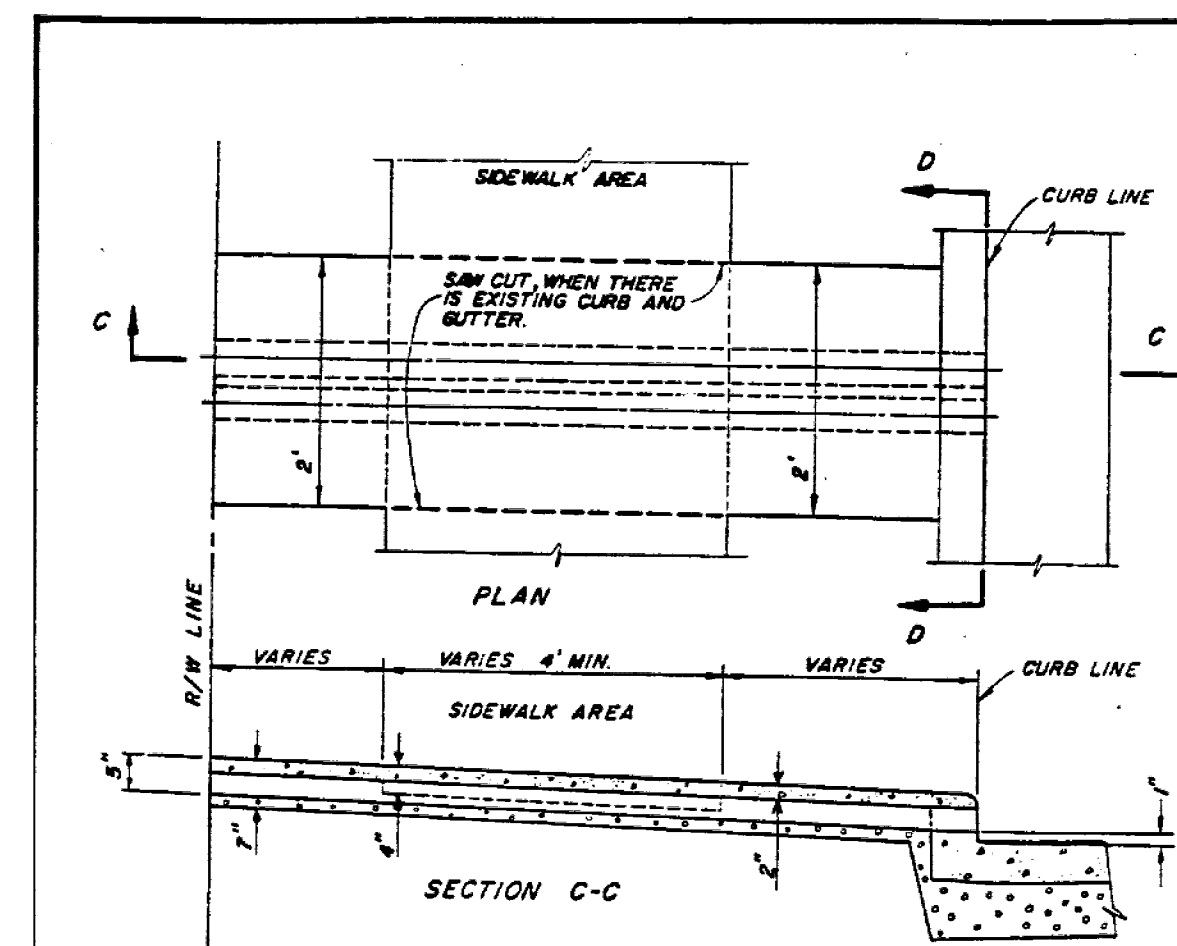 D
SIDEWALK AREA
CURB LINE
SAW CUT, WHEN THERE
IS EXISTING CURB AND
GUTTER.
C
C
2'
2'
PLAN
D
R/W LINE
VARIES
VARIES 4' MIN.
VARIES
CURB LINE
SIDEWALK AREA
5"
7"
4"
2"
1"
SECTION C-C